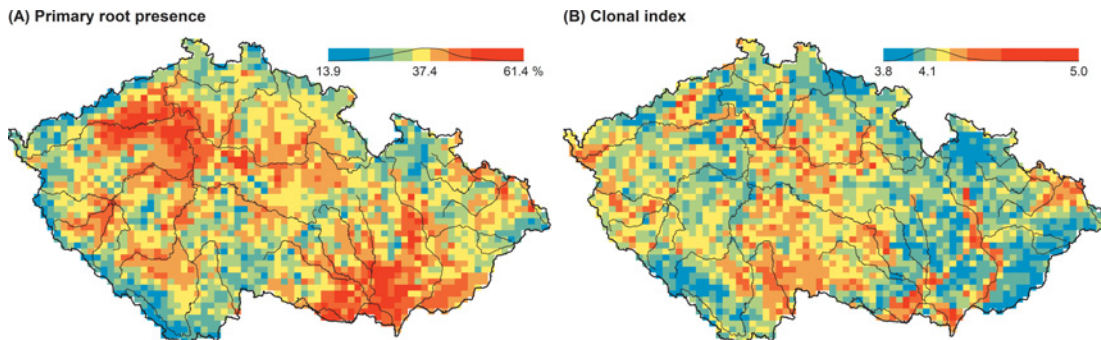 (A) Primary root presence
13.9 37.4 61.4 %
(B) Clonal index
3.8 4.1 5.0